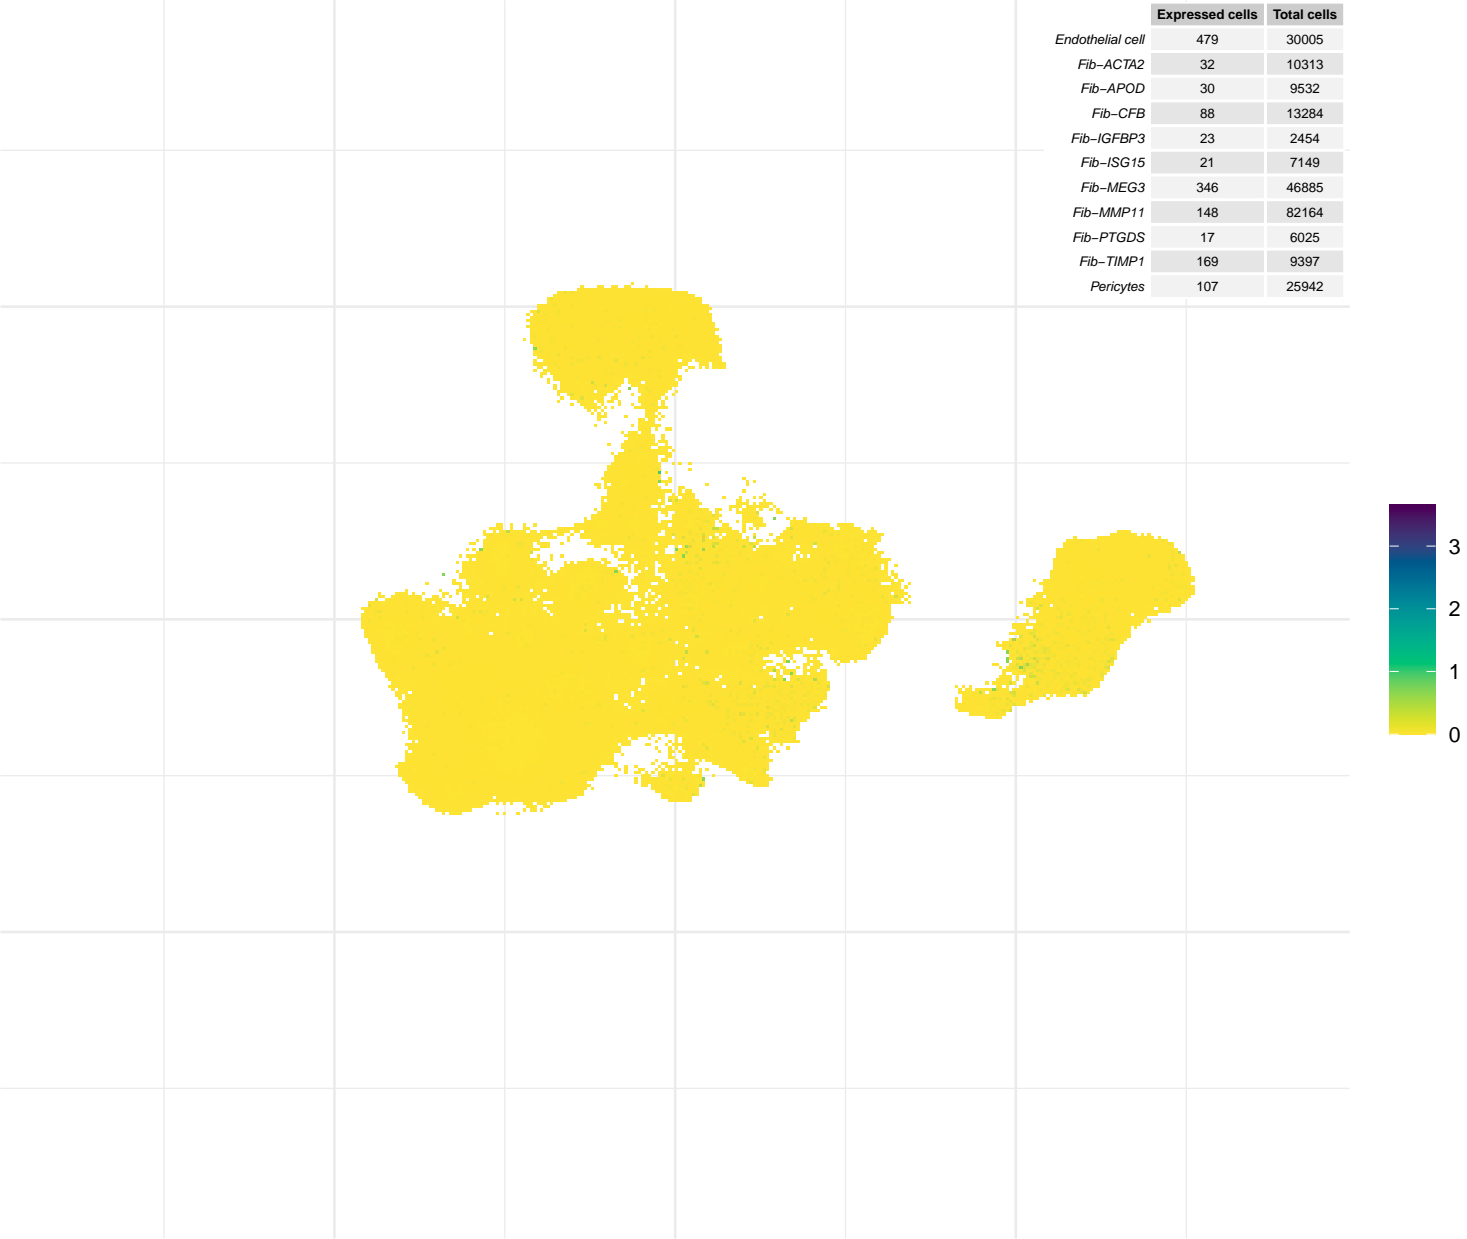 Expressed cells Total cells
Endothelial cell 479 30005
Fib−ACTA2 32 10313
Fib−APOD 30 9532
Fib−CFB 88 13284
Fib−IGFBP3 23 2454
Fib−ISG15 21 7149
Fib−MEG3 346 46885
Fib−MMP11 148 82164
Fib−PTGDS 17 6025
Fib−TIMP1 169 9397
Pericytes 107 25942
3
2
1
0